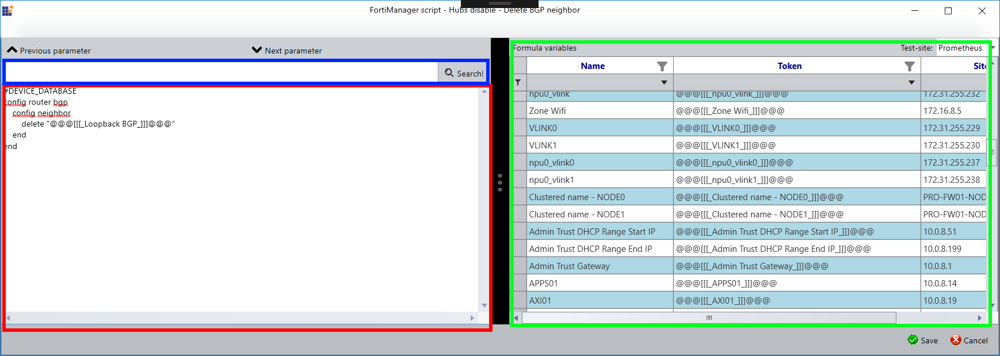 FortiManager script - Hubs disable - Delete BGP neighbor
Previous parameter
Next parameter
Search!
#DEVICE_DATABASE
config router bgp
config neighbor
delete "@@@[[[_Loopback BGP_]]]@@@"
end
end
Formula variables
Test-site: Prometheus
Name Token Site
npu0_vlink @@@[[[_npu0_vlink_]]]@@@ 172.31.255.232
Zone Wifi @@@[[[_Zone Wifi_]]]@@@ 172.16.8.5
VLINK0 @@@[[[_VLINK0_]]]@@@ 172.31.255.229
VLINK1 @@@[[[_VLINK1_]]]@@@ 172.31.255.230
npu0_vlink0 @@@[[[_npu0_vlink0_]]]@@@ 172.31.255.237
npu0_vlink1 @@@[[[_npu0_vlink1_]]]@@@ 172.31.255.238
Clustered name - NODE0 @@@[[[_Clustered name - NODE0_]]]@@@ PRO-FW01-NOD
Clustered name - NODE1 @@@[[[_Clustered name - NODE1_]]]@@@ PRO-FW01-NOD
Admin Trust DHCP Range Start IP @@@[[[_Admin Trust DHCP Range Start IP_]]]@@@ 10.0.8.51
Admin Trust DHCP Range End IP @@@[[[_Admin Trust DHCP Range End IP_]]]@@@ 10.0.8.199
Admin Trust Gateway @@@[[[_Admin Trust Gateway_]]]@@@ 10.0.8.1
APPS01 @@@[[[_APPS01_]]]@@@ 10.0.8.14
AXI01 @@@[[[_AXI01_]]]@@@ 10.0.8.19
Save
Cancel